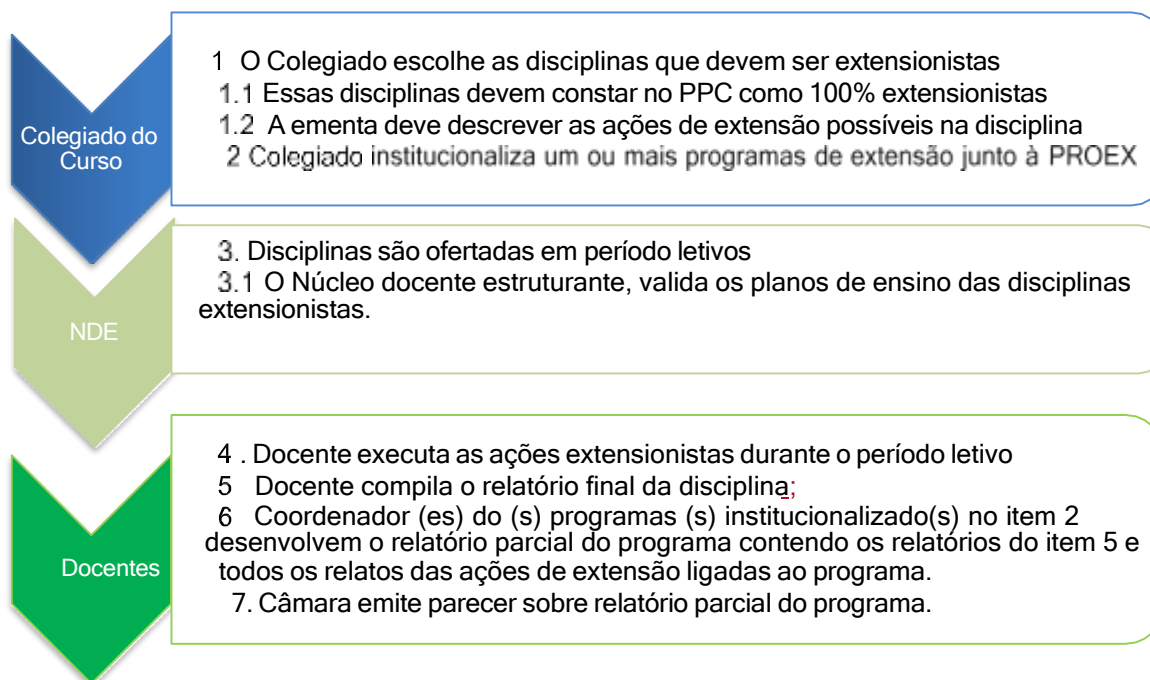 Colegiado do
Curso
1 O Colegiado escolhe as disciplinas que devem ser extensionistas
1.1 Essas disciplinas devem constar no PPC como 100% extensionistas
1.2 A ementa deve descrever as ações de extensão possíveis na disciplina
2 Colegiado institucionaliza um ou mais programas de extensão junto à PROEX
NDE
3. Disciplinas são ofertadas em período letivos
3.1 O Núcleo docente estruturante, valida os planos de ensino das disciplinas
extensionistas.
Docentes
4 . Docente executa as ações extensionistas durante o período letivo
5 Docente compila o relatório final da disciplina;
6 Coordenador (es) do (s) programas (s) institucionalizado(s) no item 2
desenvolvem o relatório parcial do programa contendo os relatórios do item 5 e
todos os relatos das ações de extensão ligadas ao programa.
7. Câmara emite parecer sobre relatório parcial do programa.